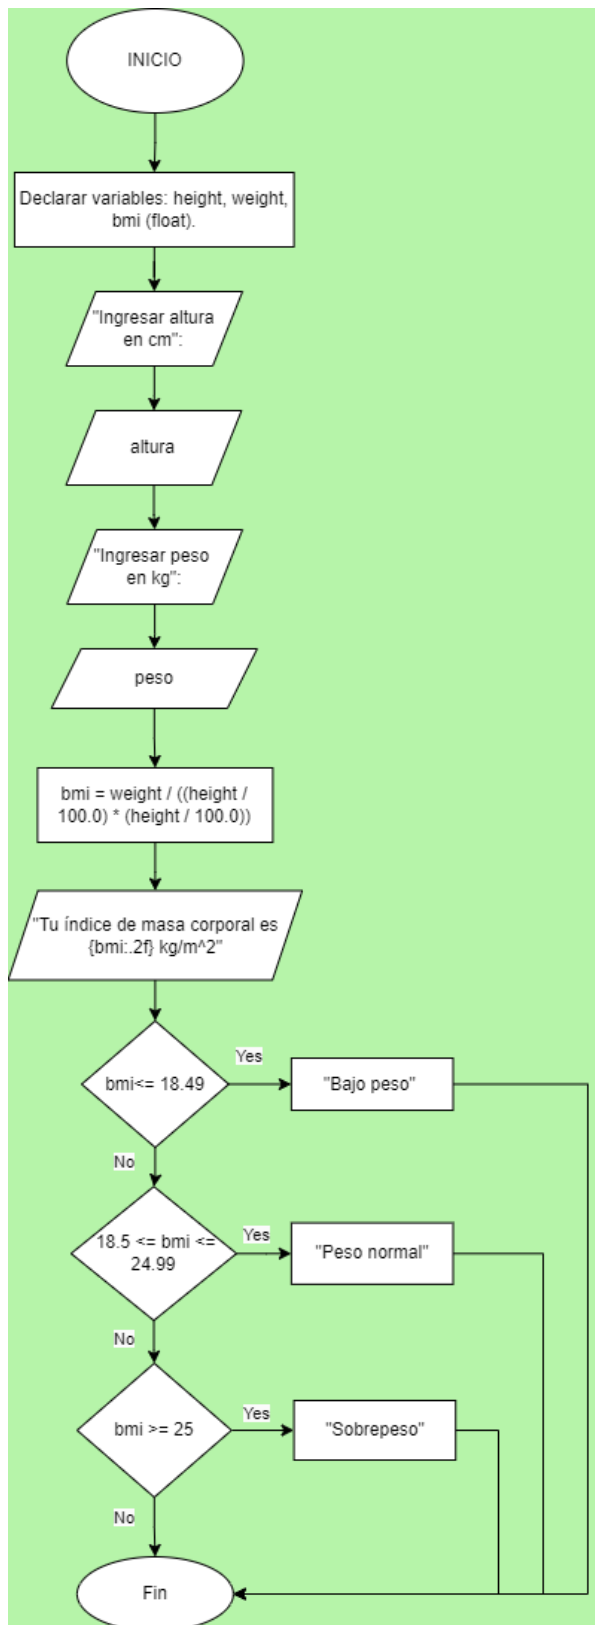 INICIO
Declarar variables: height, weight,
bmi (float).
"Ingresar altura
en cm":
altura
"Ingresar peso
en kg":
peso
bmi = weight / ((height /
100.0) * (height / 100.0))
"Tu índice de masa corporal es
{bmi:.2f} kg/m^2"
bmi<= 18.49
Yes
"Bajo peso"
No
18.5 <= bmi <=
24.99
Yes
"Peso normal"
No
bmi >= 25
Yes
"Sobrepeso"
No
Fin